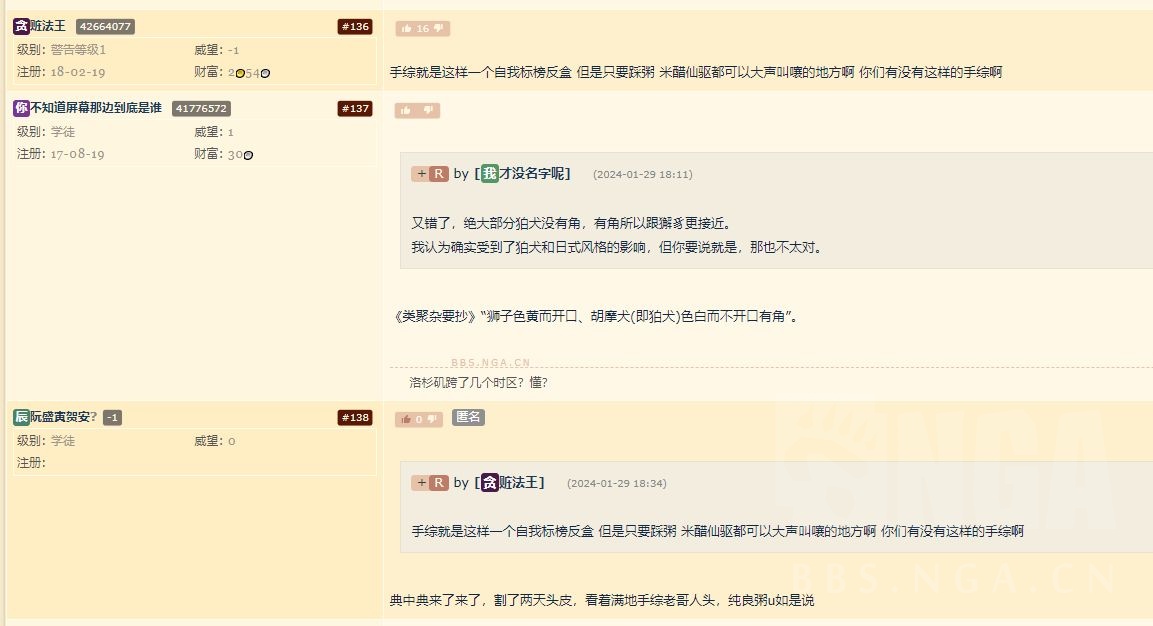 贪赃法王 42664077 #136
级别: 警告等级1 威望: -1
注册: 18-02-19 财富: 2 54
16
手综就是这样一个自我标榜反盒 但是只要踩粥 米醋仙驱都可以大声叫嚷的地方啊 你们有没有这样的手综啊
你不知道屏幕那边到底是谁 41776572 #137
级别: 学徒 威望: 1
注册: 17-08-19 财富: 30
+ R by [我才没名字呢] (2024-01-29 18:11)
又错了，绝大部分狛犬没有角，有角所以跟獬豸更接近。
我认为确实受到了狛犬和日式风格的影响，但你要说就是，那也不太对。
《类聚杂要抄》“狮子色黄而开口、胡摩犬(即狛犬)色白而不开口有角”。
BBS.NGA.CN
洛杉矶跨了几个时区？懂?
辰阮盛寅贺安? -1 #138
级别: 学徒 威望: 0
注册:
0 匿名
+ R by [贪赃法王] (2024-01-29 18:34)
手综就是这样一个自我标榜反盒 但是只要踩粥 米醋仙驱都可以大声叫嚷的地方啊 你们有没有这样的手综啊
NGA
BBS.NGA.CN
典中典来了来了，割了两天头皮，看着满地手综老哥人头，纯良粥u如是说